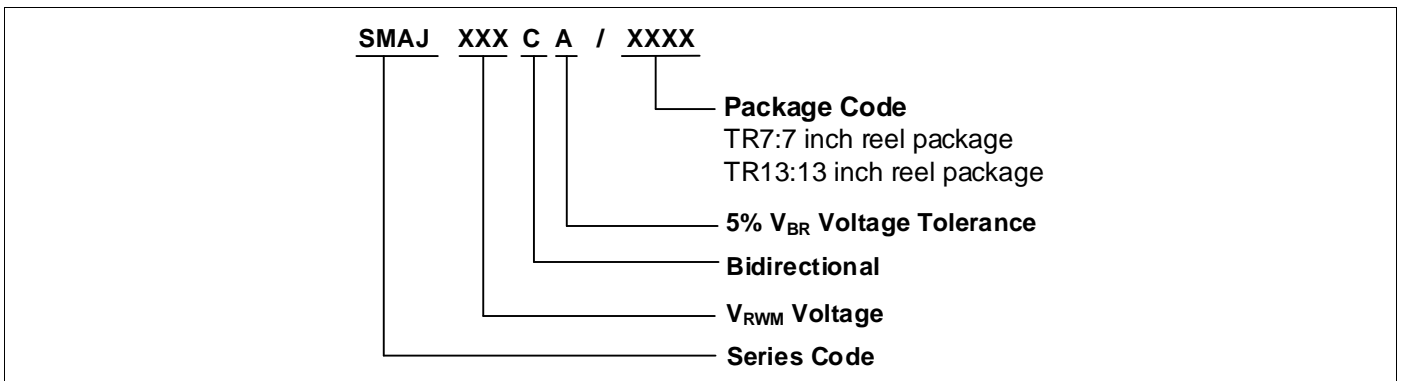 SMAJ XXX C A / XXXX
Package Code
TR7:7 inch reel package
TR13:13 inch reel package
5% VBR Voltage Tolerance
Bidirectional
VRWM Voltage
Series Code